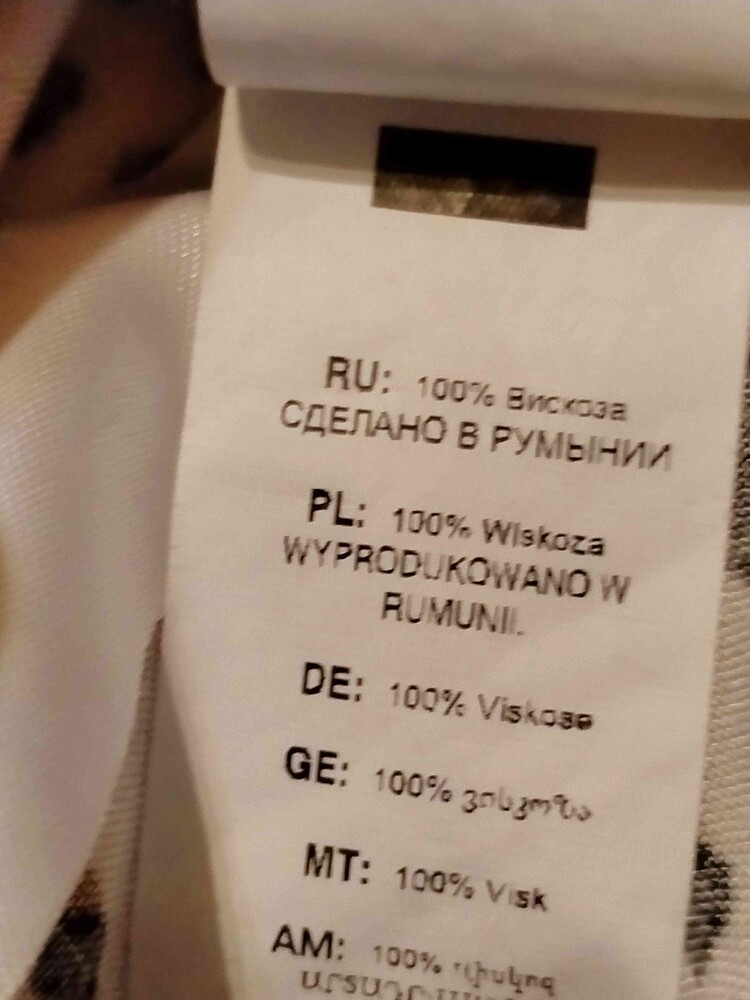 RU: 100% Вискоза
СДЕЛАНО В РУМЫНИИ
PL: 100% Wiskoza
WYPRODUKOWANO W
RUMUNII.
DE: 100% Viskose
GE: 100% ვისკოზა
MT: 100% Visk
AM: 100%